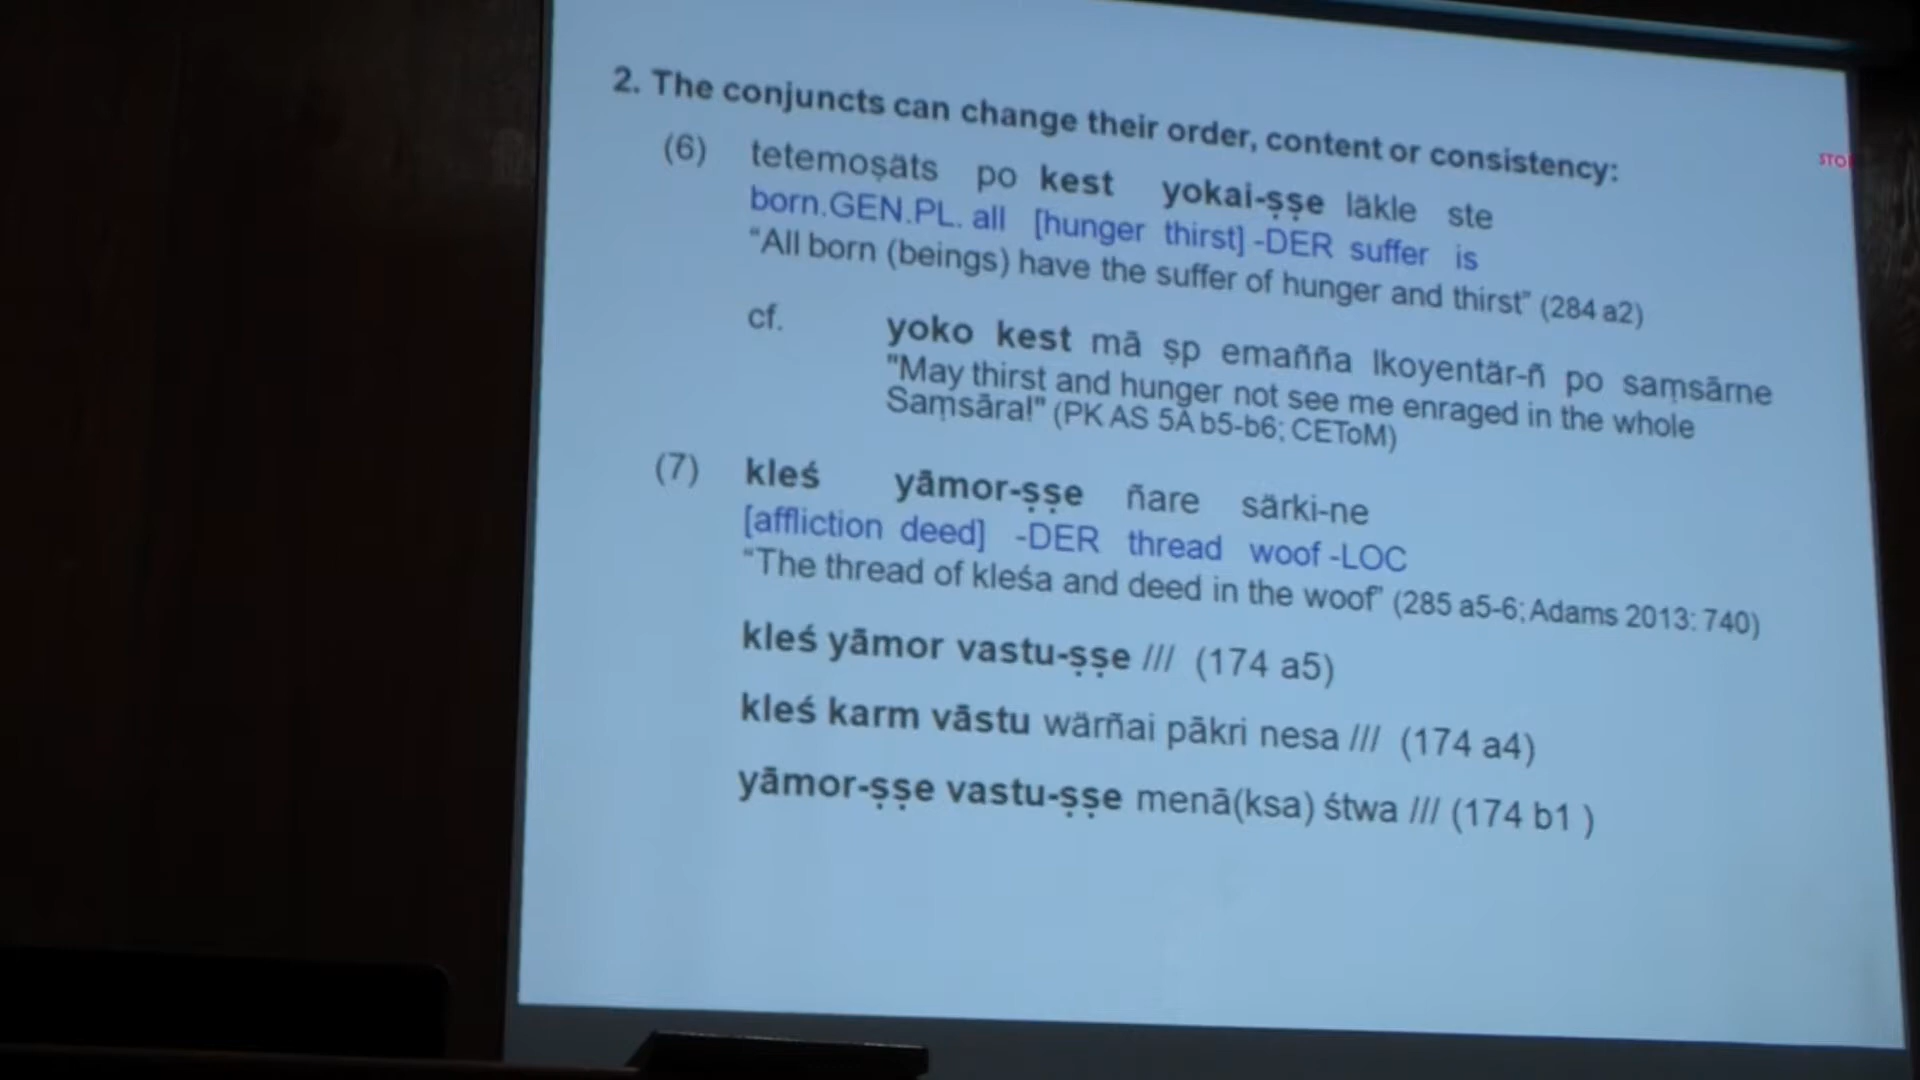 2. The conjuncts can change their order, content or consistency:
(6) tetemoṣäts po kest yokai-ṣṣe läkle ste
born.GEN.PL. all [hunger thirst] -DER suffer is
“All born (beings) have the suffer of hunger and thirst” (284 a2)
cf. yoko kest mā ṣp emañña lkoyentär-ñ po saṃsārne
"May thirst and hunger not see me enraged in the whole
Saṃsāra!" (PK AS 5A b5-b6; CEToM)
(7) kleś yāmor-ṣṣe ñare särki-ne
[affliction deed] -DER thread woof -LOC
“The thread of kleśa and deed in the woof” (285 a5-6; Adams 2013: 740)
kleś yāmor vastu-ṣṣe /// (174 a5)
kleś karm vāstu wärñai pākri nesa /// (174 a4)
yāmor-ṣṣe vastu-ṣṣe menā(ksa) śtwa /// (174 b1 )